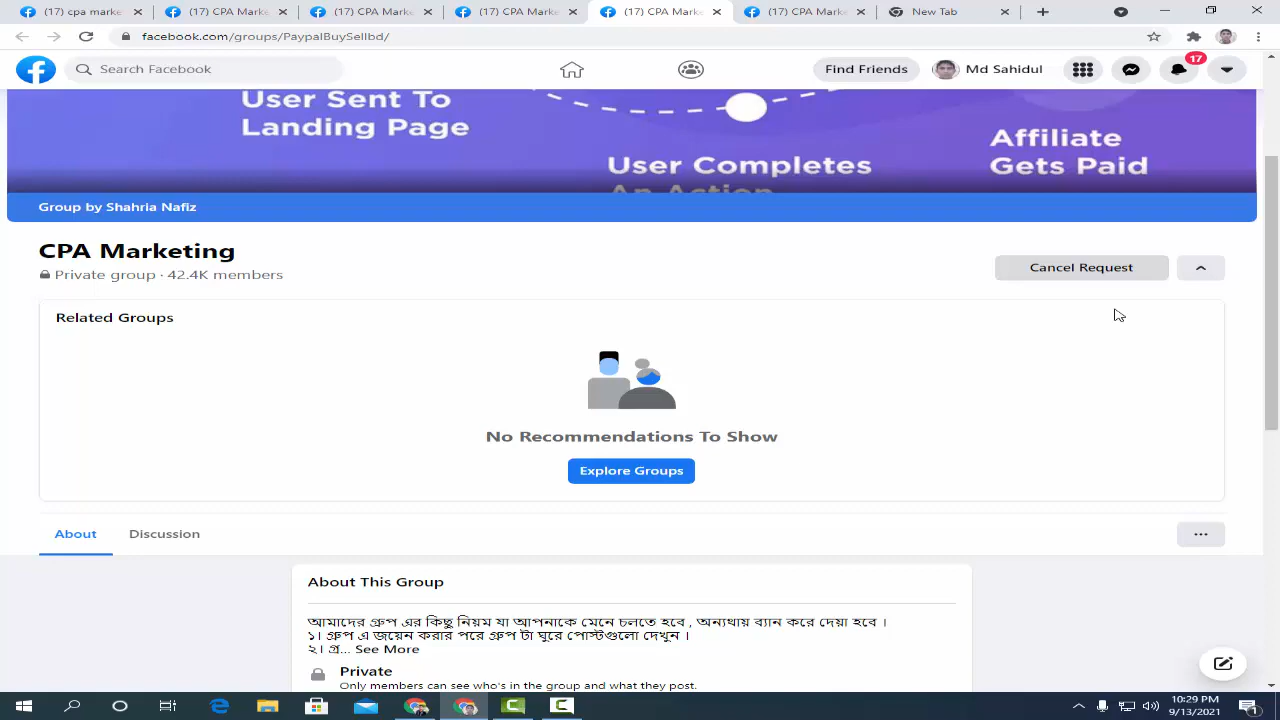 (17) cpa marke
(17) CPA Marke
(17) CPA Marke
(17) CPA Marke
(17) CPA Marke
(17) CPA Marke
New Tab
facebook.com/groups/PaypalBuySellbd/
Search Facebook
Find Friends
Md Sahidul
17
User Sent To
Landing Page
User Completes
An Action
Affiliate
Gets Paid
Group by Shahria Nafiz
CPA Marketing
Private group · 42.4K members
Cancel Request
Related Groups
No Recommendations To Show
Explore Groups
About
Discussion
About This Group
আমাদের গ্রুপ এর কিছু নিয়ম যা আপনাকে মেনে চলতে হবে , অন্যথায় ব্যান করে দেয়া হবে ।
১। গ্রুপ এ জয়েন করার পরে গ্রুপ টা ঘুরে পোস্টগুলো দেখুন ।
২। গ্র... See More
Private
Only members can see who's in the group and what they post.
10:29 PM
9/13/2021
1